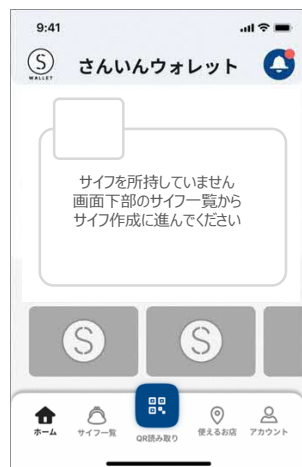 9:41
S
WALLET
さんいんウォレット
サイフを所持していません
画面下部のサイフ一覧から
サイフ作成に進んでください
S
S
ホーム
サイフ一覧
QR読み取り
使えるお店
アカウント